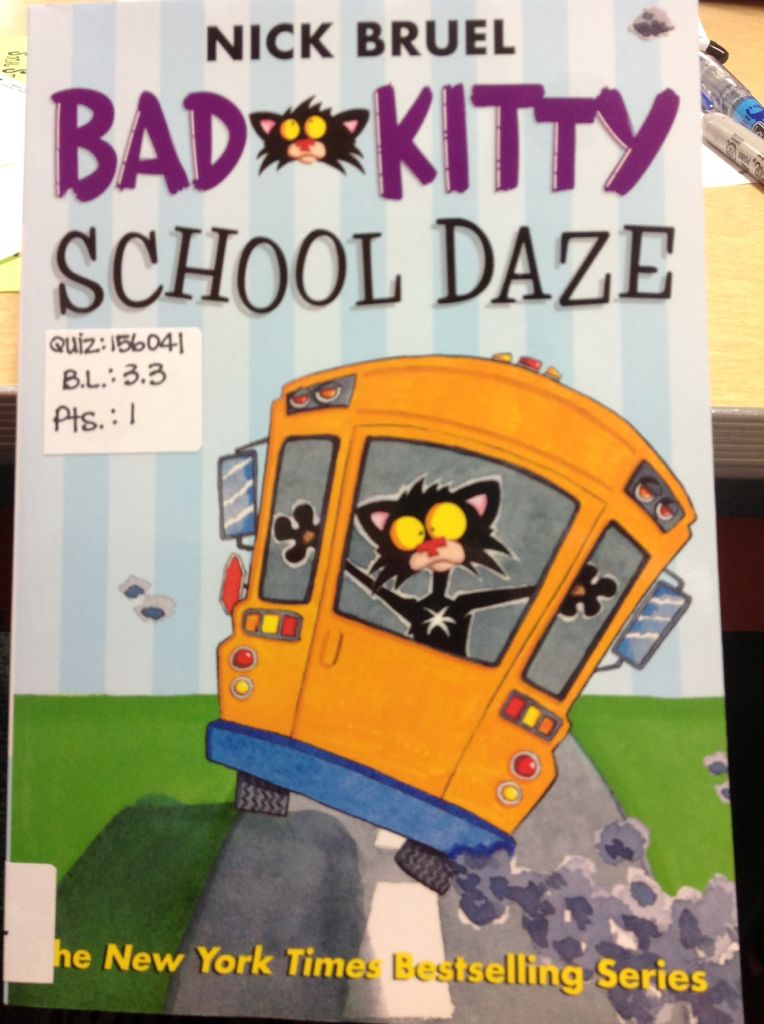 NICK BRUEL
BAD KITTY
SCHOOL DAZE
QUIZ: 156041
B.L.: 3.3
Pts.: 1
he New York Times Bestselling Series